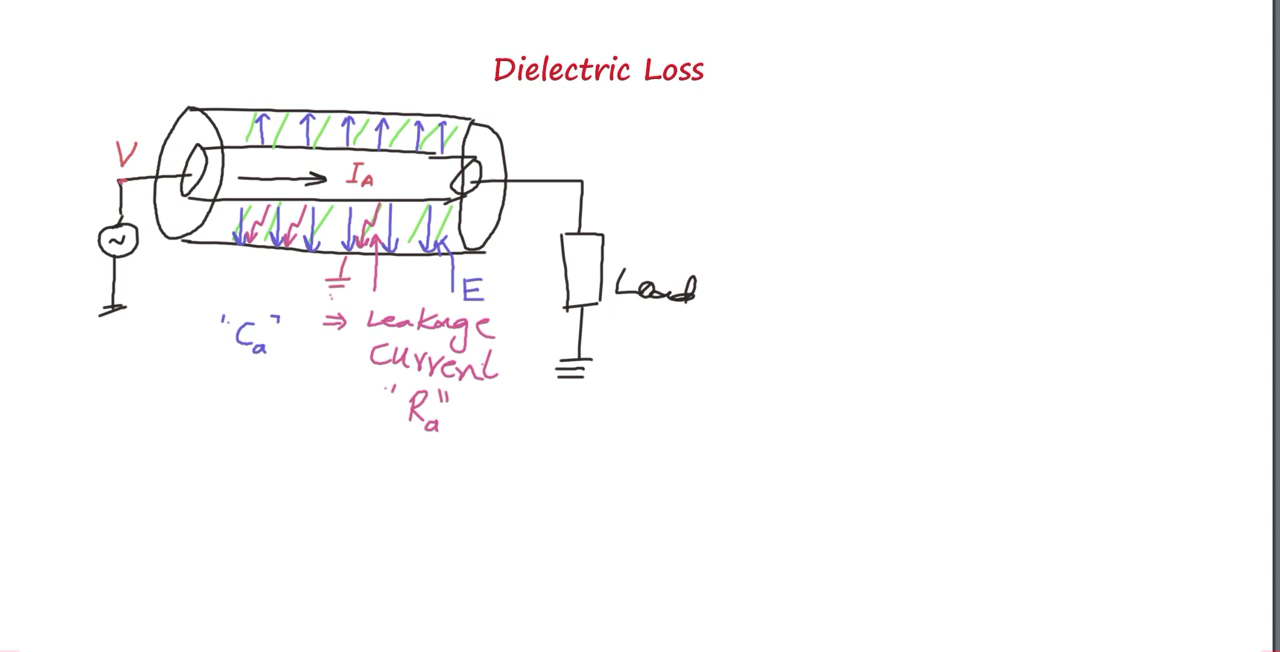 Dielectric Loss
V
I_A
E
Load
"C_a" ⇒ Leakage
Current
"R_a"